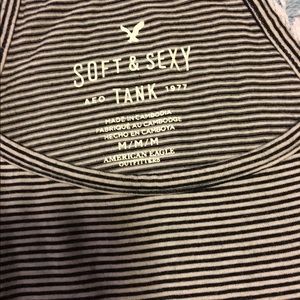 SOFT & SEXY
AEO TANK 1977
MADE IN CAMBODIA
FABRIQUÉ AU CAMBODGE
HECHO EN CAMBOYA
M/M/M
AMERICAN EAGLE
OUTFITTERS